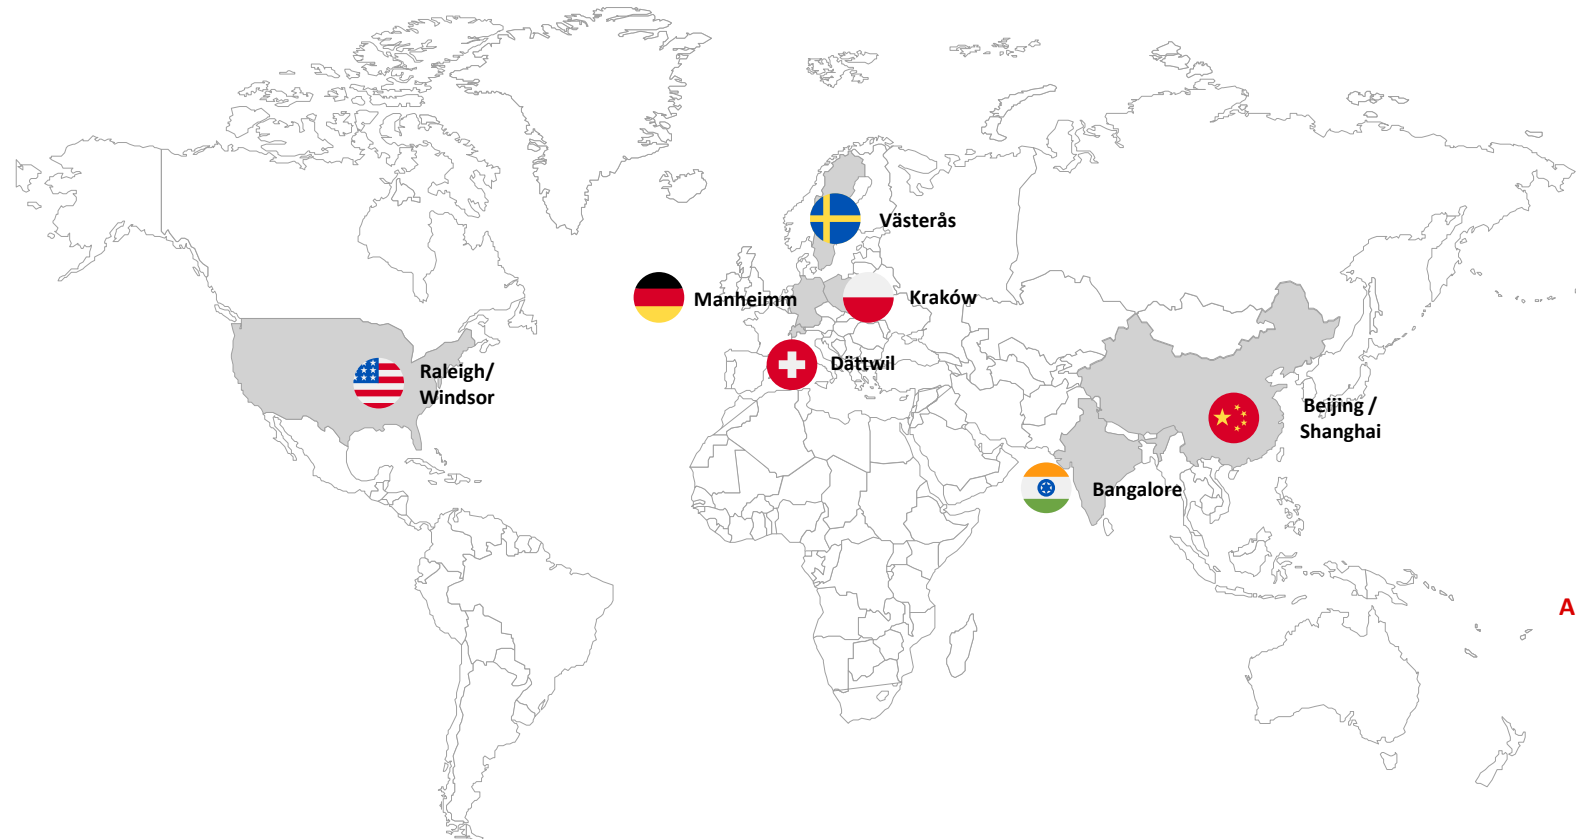 Västerås
Manheimm
Kraków
Dättwil
Raleigh/
Windsor
Beijing /
Shanghai
Bangalore
A